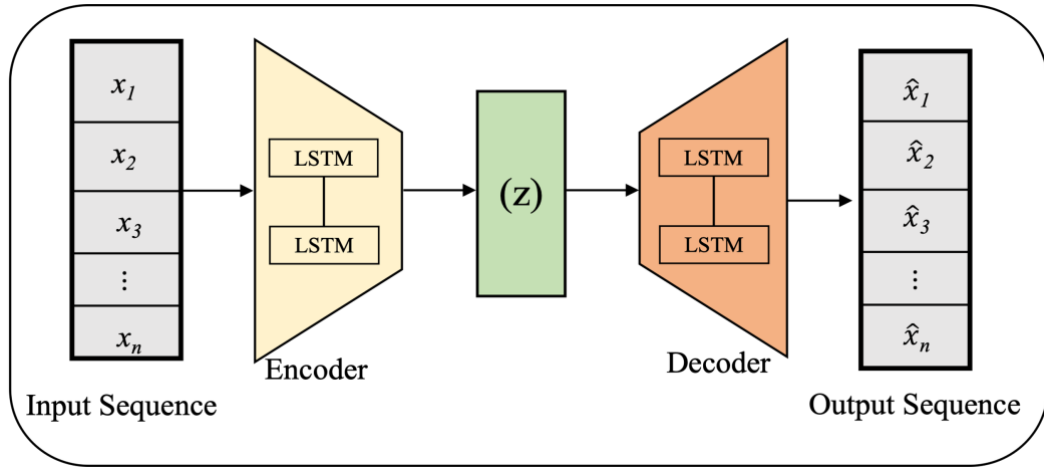 x₁
x₂
x₃
⋮
xₙ
Input Sequence
LSTM
LSTM
Encoder
(z)
LSTM
LSTM
Decoder
x̂₁
x̂₂
x̂₃
⋮
x̂ₙ
Output Sequence